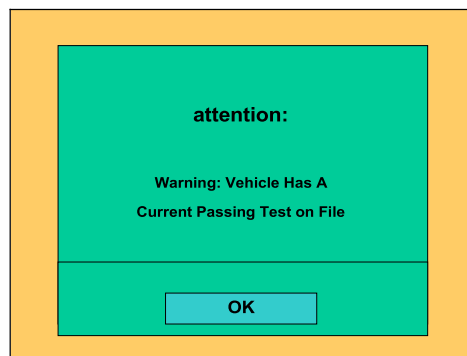 attention:
Warning: Vehicle Has A
Current Passing Test on File
OK